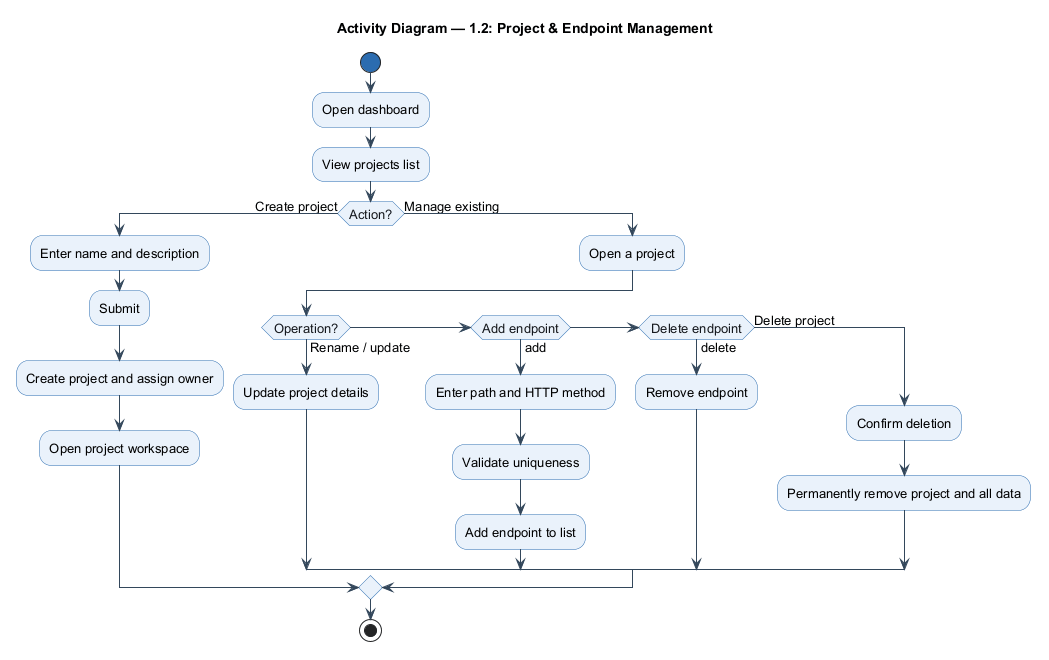 Activity Diagram — 1.2: Project & Endpoint Management
Open dashboard
View projects list
Create project
Action?
Manage existing
Enter name and description
Submit
Create project and assign owner
Open project workspace
Open a project
Operation?
Rename / update
Update project details
Add endpoint
add
Enter path and HTTP method
Validate uniqueness
Add endpoint to list
Delete endpoint
delete
Remove endpoint
Delete project
Confirm deletion
Permanently remove project and all data